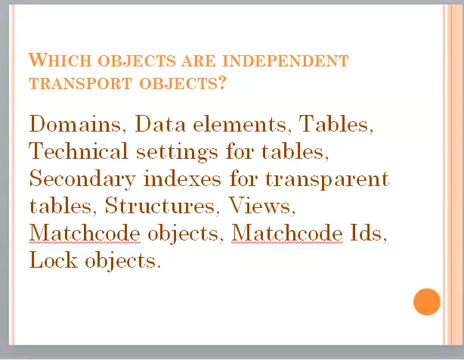 WHICH OBJECTS ARE INDEPENDENT
TRANSPORT OBJECTS?
Domains, Data elements, Tables,
Technical settings for tables,
Secondary indexes for transparent
tables, Structures, Views,
Matchcode objects, Matchcode Ids,
Lock objects.